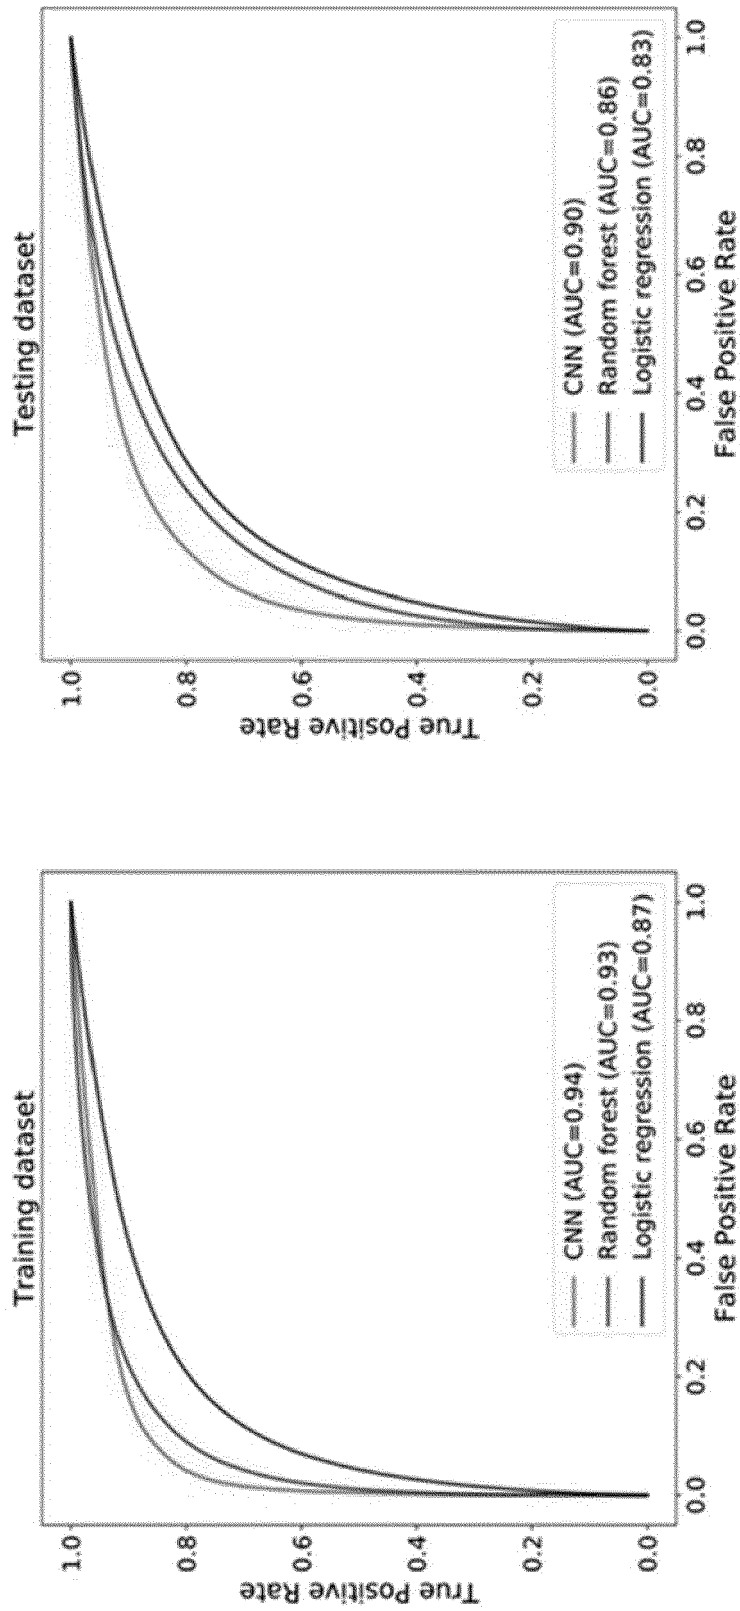 Training dataset
True Positive Rate
1.0
0.8
0.6
0.4
0.2
0.0
0.0
0.2
0.4
0.6
0.8
1.0
False Positive Rate
CNN (AUC=0.94)
Random forest (AUC=0.93)
Logistic regression (AUC=0.87)
Testing dataset
True Positive Rate
1.0
0.8
0.6
0.4
0.2
0.0
0.0
0.2
0.4
0.6
0.8
1.0
False Positive Rate
CNN (AUC=0.90)
Random forest (AUC=0.86)
Logistic regression (AUC=0.83)